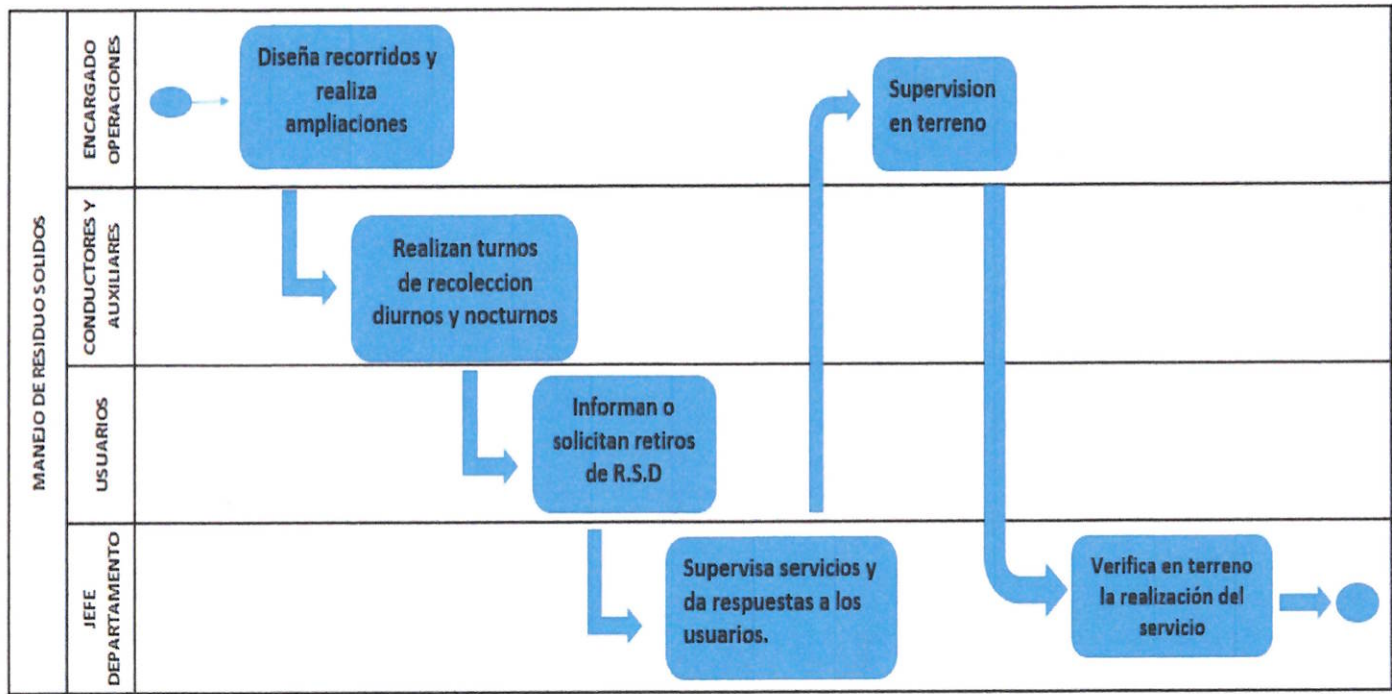 MANEJO DE RESIDUO SOLIDOS
ENCARGADO
OPERACIONES
Diseña recorridos y
realiza
ampliaciones
Supervision
en terreno
CONDUCTORES Y
AUXILIARES
Realizan turnos
de recoleccion
diurnos y nocturnos
USUARIOS
Informan o
solicitan retiros
de R.S.D
JEFE
DEPARTAMENTO
Supervisa servicios y
da respuestas a los
usuarios.
Verifica en terreno
la realización del
servicio